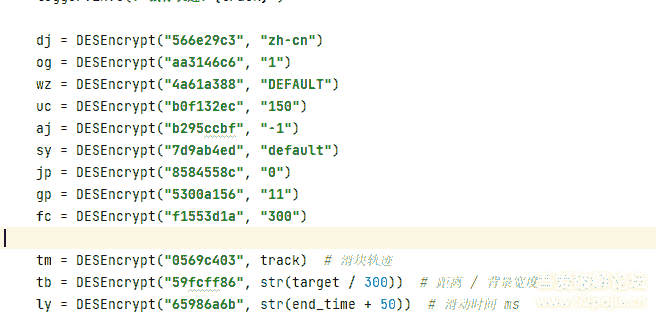 dj = DESEncrypt("566e29c3", "zh-cn")
og = DESEncrypt("aa3146c6", "1")
wz = DESEncrypt("4a61a388", "DEFAULT")
uc = DESEncrypt("b0f132ec", "150")
aj = DESEncrypt("b295ccbf", "-1")
sy = DESEncrypt("7d9ab4ed", "default")
jp = DESEncrypt("8584558c", "0")
gp = DESEncrypt("5300a156", "11")
fc = DESEncrypt("f1553d1a", "300")
tm = DESEncrypt("0569c403", track)  # 滑块轨迹
tb = DESEncrypt("59fcff86", str(target / 300))  # 距离 / 背景宽度
ly = DESEncrypt("65986a6b", str(end_time + 50))  # 滑动时间 ms